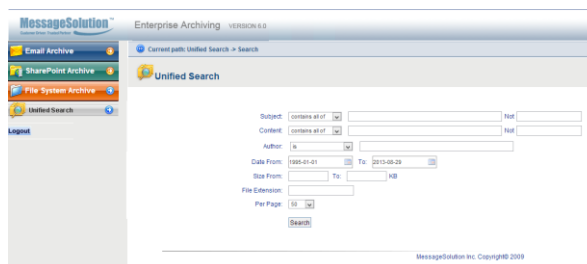 MessageSolution™
Enterprise Archiving VERSION 6.0
Email Archive
Current path: Unified Search -> Search
SharePoint Archive
Unified Search
File System Archive
Unified Search
Logout
Subject: contains all of Not
Content: contains all of Not
Author: is
Date From: 1995-01-01 To: 2013-08-29
Size From: To: KB
File Extension:
Per Page: 50
Search
MessageSolution Inc. Copyright© 2009